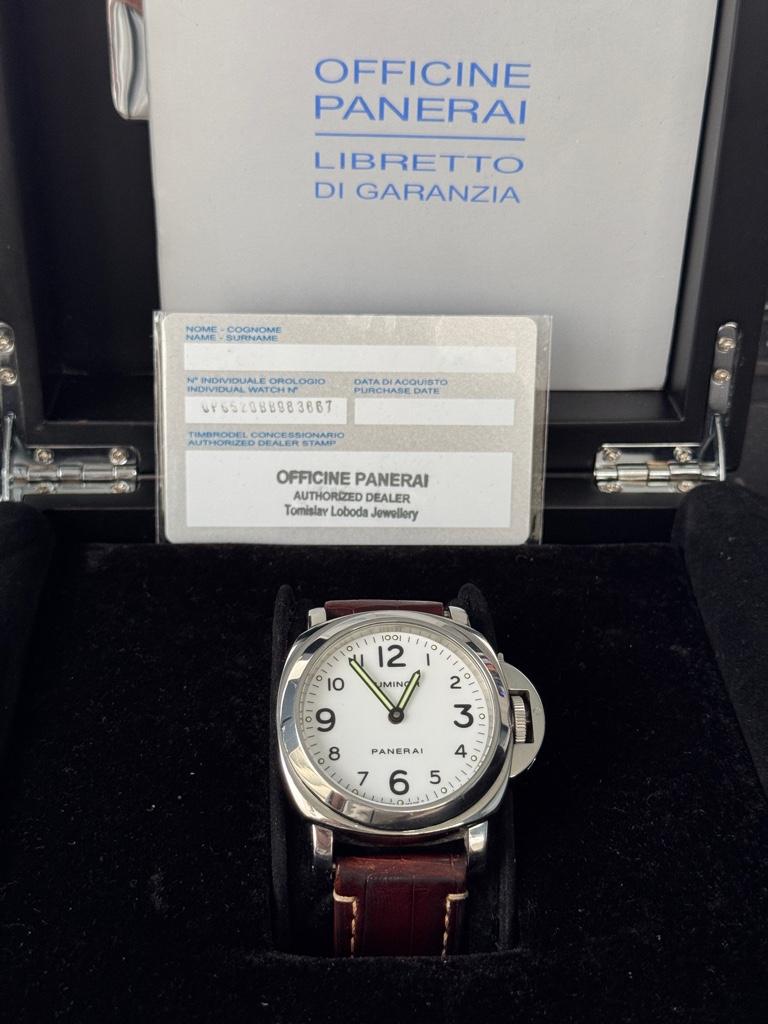 OFFICINE
PANERAI
LIBRETTO
DI GARANZIA
NOME - COGNOME
NAME - SURNAME
N° INDIVIDUALE OROLOGIO
INDIVIDUAL WATCH N°
DATA DI ACQUISTO
PURCHASE DATE
TIMBRO DEL CONCESSIONARIO
AUTHORIZED DEALER STAMP
OFFICINE PANERAI
AUTHORIZED DEALER
Tomislav Loboda Jewellery
12
1
2
3
4
5
6
7
8
9
10
11
PANERAI